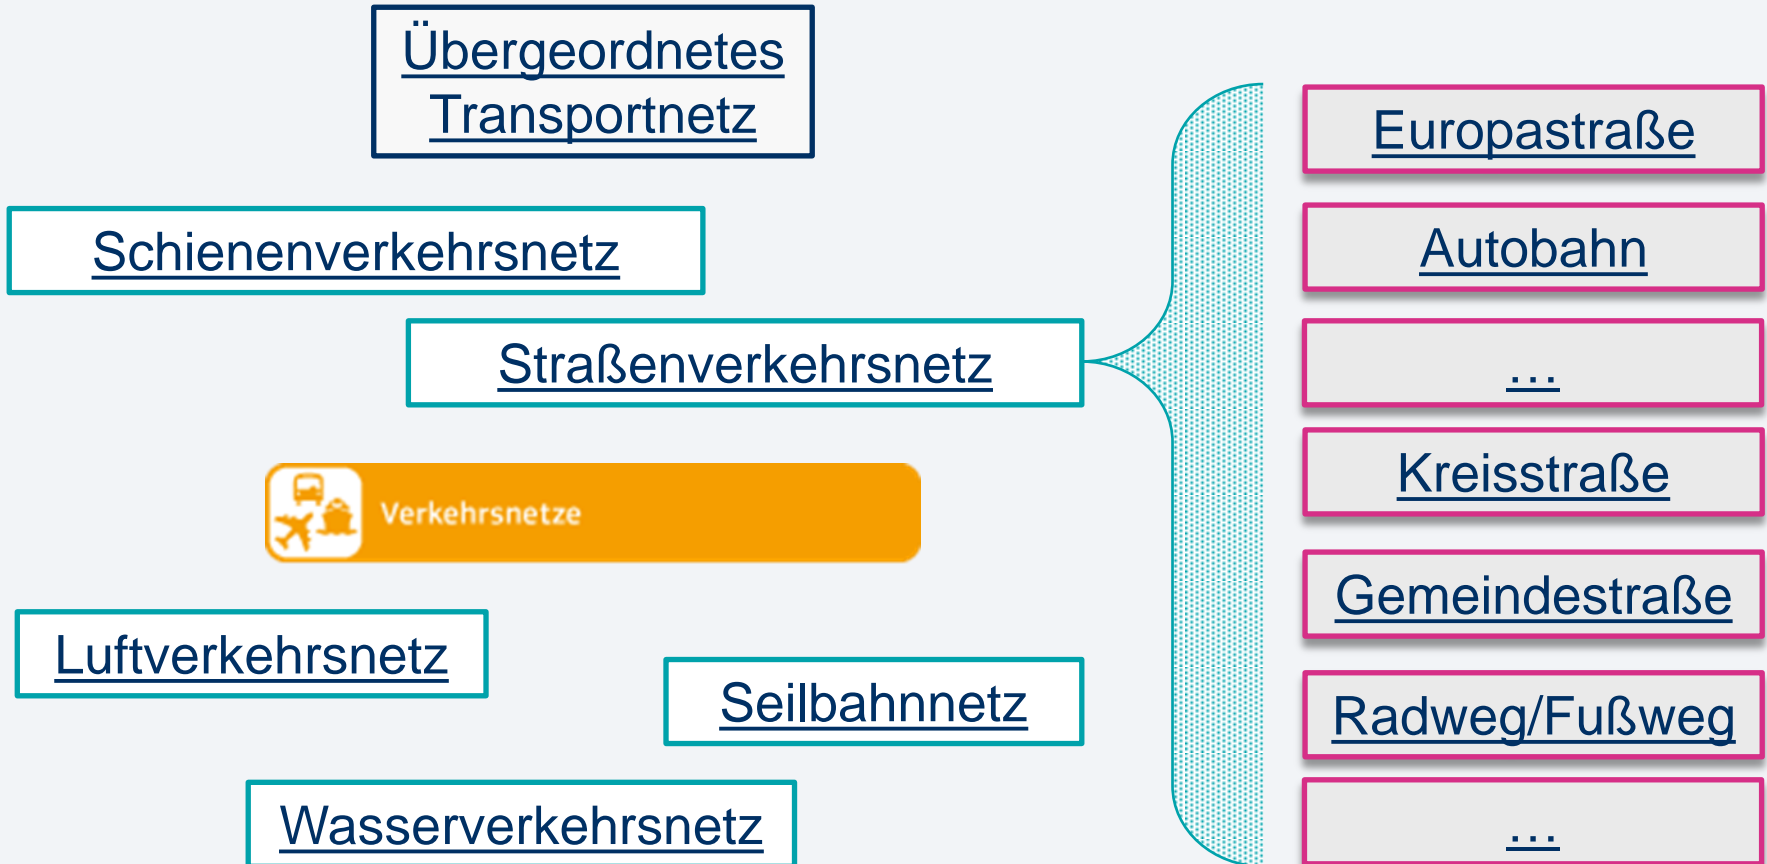 Übergeordnetes
Transportnetz
Schienenverkehrsnetz
Straßenverkehrsnetz
Verkehrsnetze
Luftverkehrsnetz
Seilbahnnetz
Wasserverkehrsnetz
Europastraße
Autobahn
...
Kreisstraße
Gemeindestraße
Radweg/Fußweg
...